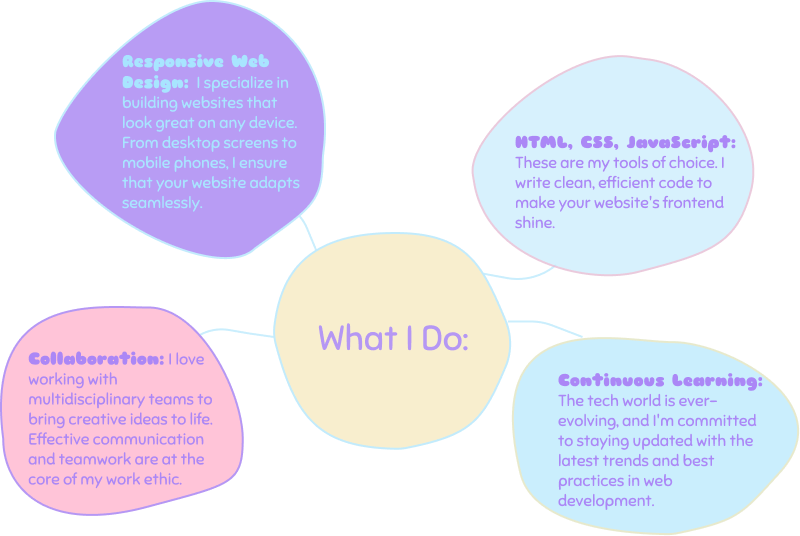 Responsive Web
Design: I specialize in
building websites that
look great on any device.
From desktop screens to
mobile phones, I ensure
that your website adapts
seamlessly.
HTML, CSS, JavaScript:
These are my tools of choice. I
write clean, efficient code to
make your website's frontend
shine.
What I Do:
Collaboration: I love
working with
multidisciplinary teams to
bring creative ideas to life.
Effective communication
and teamwork are at the
core of my work ethic.
Continuous Learning:
The tech world is ever-
evolving, and I'm committed
to staying updated with the
latest trends and best
practices in web
development.